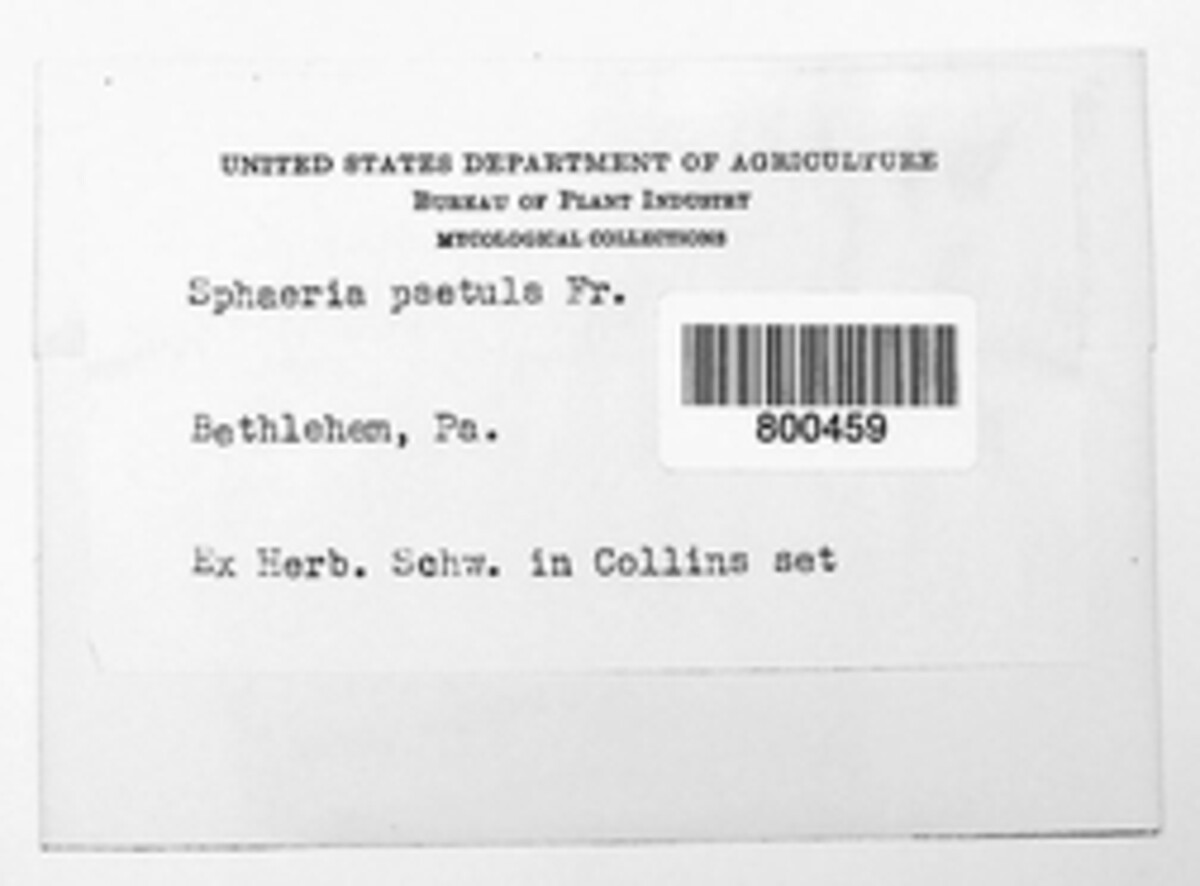 UNITED STATES DEPARTMENT OF AGRICULTURE
BUREAU OF PLANT INDUSTRY
MYCOLOGICAL COLLECTIONS
Sphaeria paetula Fr.
800459
Bethlehem, Pa.
Ex Herb. Schw. in Collins set